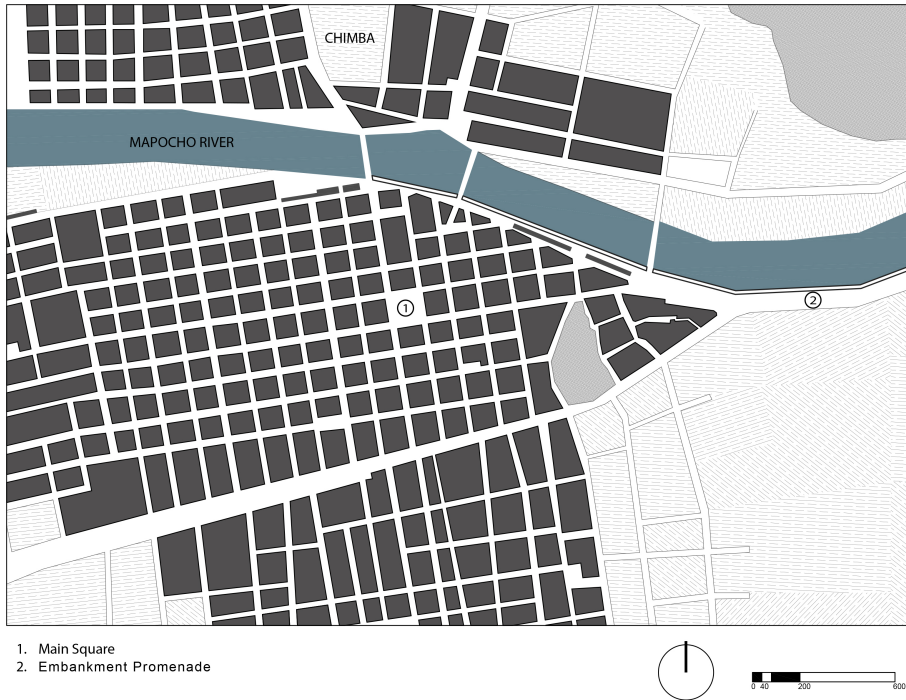 CHIMBA
MAPOCHO RIVER
1
2
1. Main Square
2. Embankment Promenade
0 40 200 600